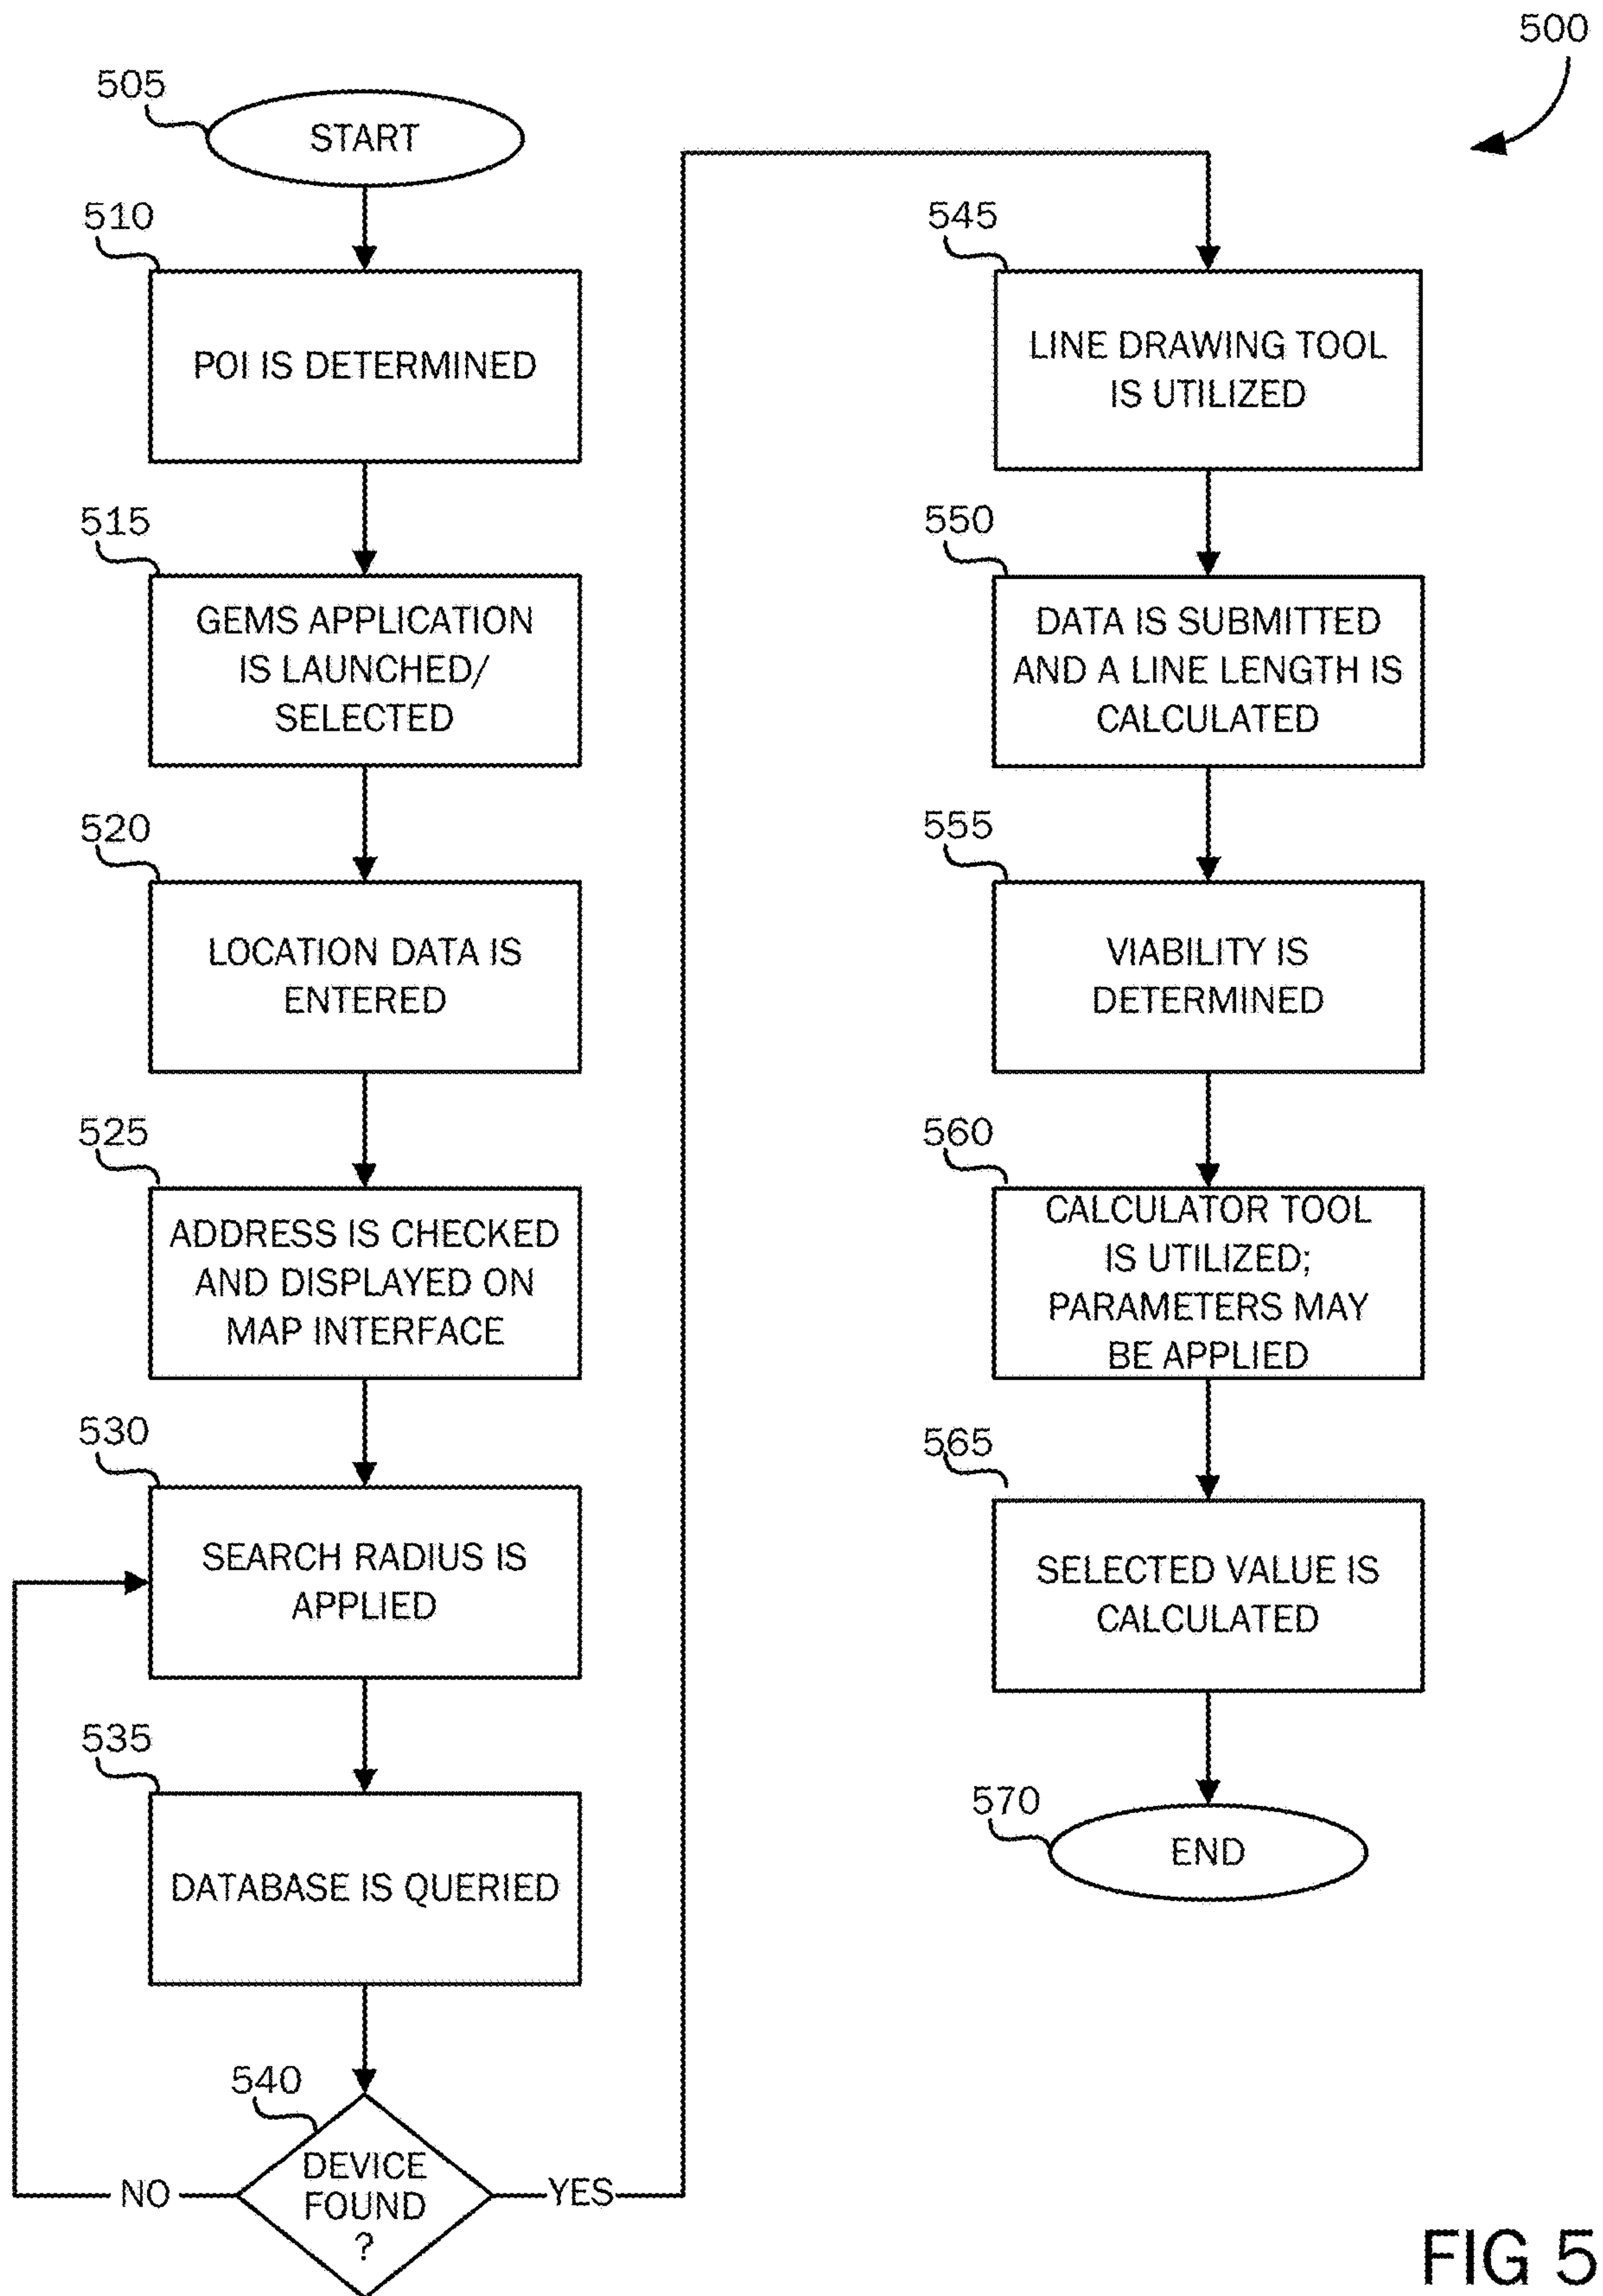 500
505
START
510
POI IS DETERMINED
515
GEMS APPLICATION
IS LAUNCHED/
SELECTED
520
LOCATION DATA IS
ENTERED
525
ADDRESS IS CHECKED
AND DISPLAYED ON
MAP INTERFACE
530
SEARCH RADIUS IS
APPLIED
535
DATABASE IS QUERIED
540
DEVICE
FOUND
?
NO
YES
545
LINE DRAWING TOOL
IS UTILIZED
550
DATA IS SUBMITTED
AND A LINE LENGTH IS
CALCULATED
555
VIABILITY IS
DETERMINED
560
CALCULATOR TOOL
IS UTILIZED;
PARAMETERS MAY
BE APPLIED
565
SELECTED VALUE IS
CALCULATED
570
END
FIG 5